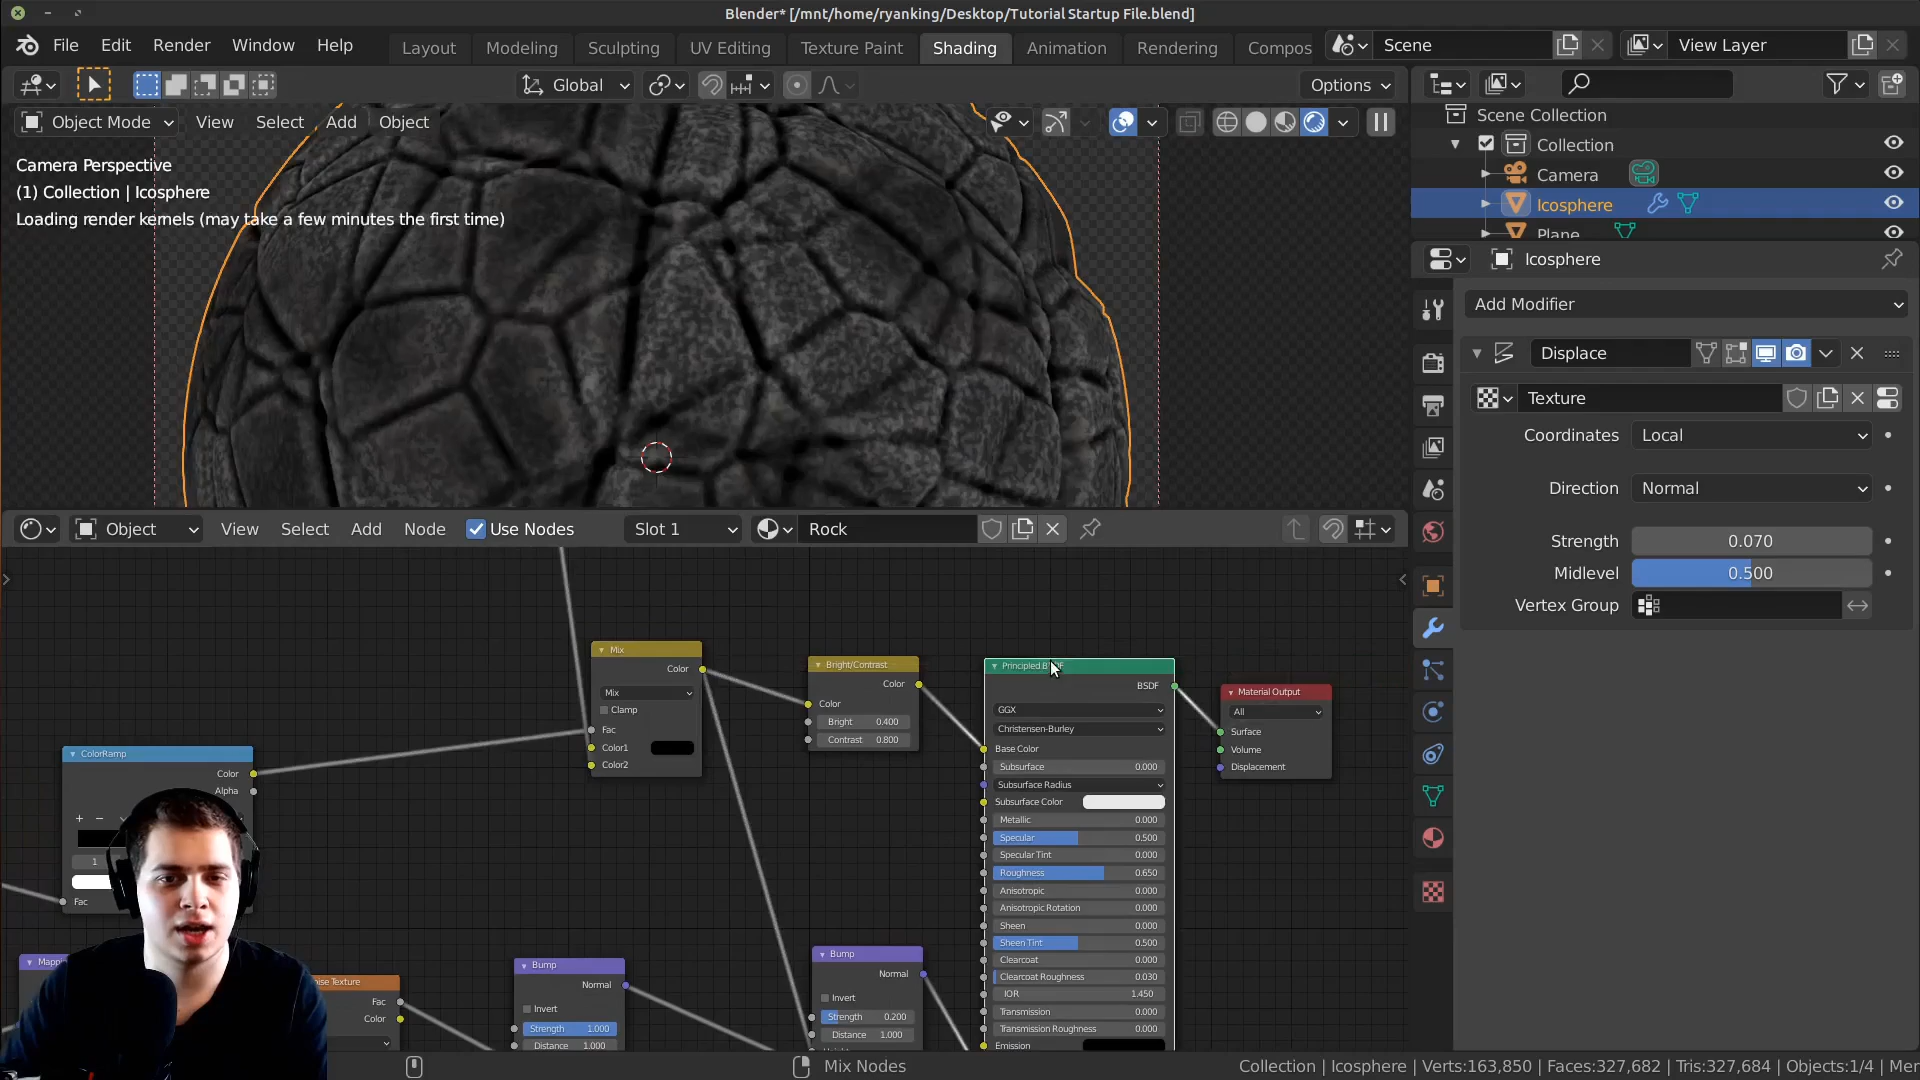 Blender* [/mnt/home/ryanking/Desktop/Tutorial Startup File.blend]
File Edit Render Window Help
Layout Modeling Sculpting UV Editing Texture Paint Shading Animation Rendering Compos
Scene
View Layer
Global
Options
Object Mode View Select Add Object
Camera Perspective
(1) Collection | Icosphere
Loading render kernels (may take a few minutes the first time)
Scene Collection
Collection
Camera
Icosphere
Plane
Icosphere
Add Modifier
Displace
Texture
Coordinates Local
Direction Normal
Strength 0.070
Midlevel 0.500
Vertex Group
Object View Select Add Node Use Nodes Slot 1 Rock
Mix
Color
Mix
Clamp
Fac
Color1
Color2
Bright/Contrast
Color
Color
Bright 0.400
Contrast 0.800
BSDF
GGX
Christensen-Burley
Base Color
Subsurface 0.000
Subsurface Radius
Subsurface Color
Metallic 0.000
Specular 0.500
Specular Tint 0.000
Roughness 0.650
Anisotropic 0.000
Anisotropic Rotation 0.000
Sheen 0.000
Sheen Tint 0.500
Clearcoat 0.000
Clearcoat Roughness 0.030
IOR 1.450
Transmission 0.000
Transmission Roughness 0.000
Emission
Material Output
All
Surface
Volume
Displacement
ColorRamp
Color
Alpha
1
Fac
Fac
Color
Bump
Normal
Invert
Strength 1.000
Distance 1.000
Bump
Normal
Invert
Strength 0.200
Distance 1.000
Mix Nodes
Collection | Icosphere | Verts:163,850 | Faces:327,682 | Tris:327,684 | Objects:1/4 | Mer